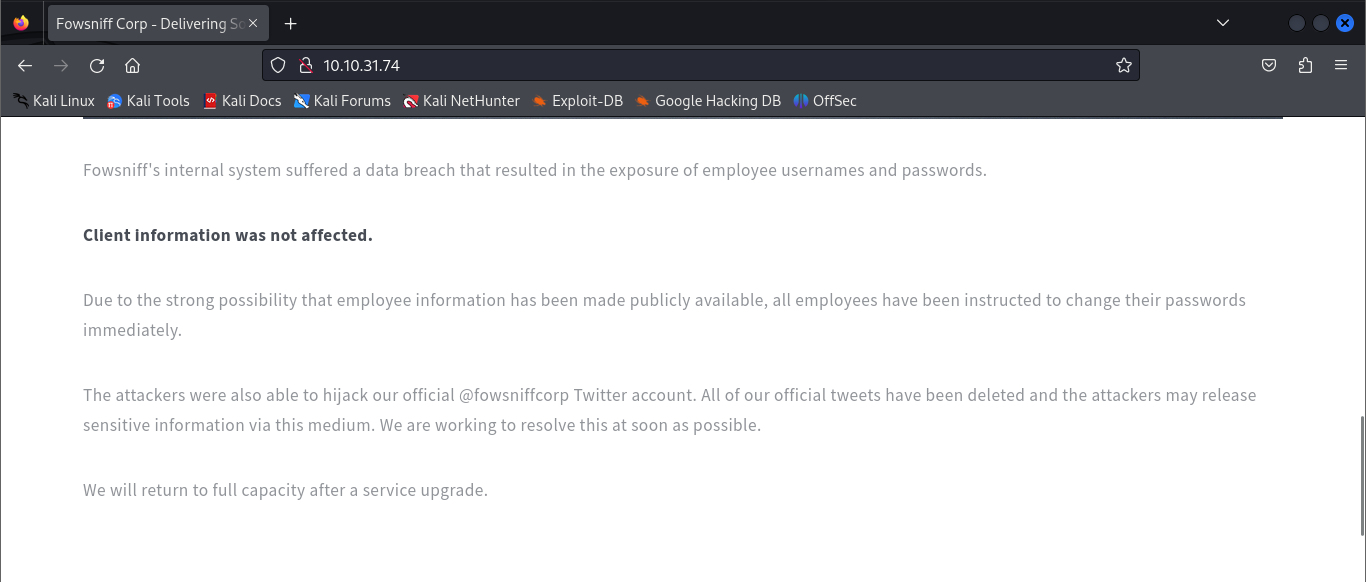 Fowsniff Corp - Delivering So
10.10.31.74
Kali Linux Kali Tools Kali Docs Kali Forums Kali NetHunter Exploit-DB Google Hacking DB OffSec
Fowsniff's internal system suffered a data breach that resulted in the exposure of employee usernames and passwords.
Client information was not affected.
Due to the strong possibility that employee information has been made publicly available, all employees have been instructed to change their passwords
immediately.
The attackers were also able to hijack our official @fowsniffcorp Twitter account. All of our official tweets have been deleted and the attackers may release
sensitive information via this medium. We are working to resolve this at soon as possible.
We will return to full capacity after a service upgrade.